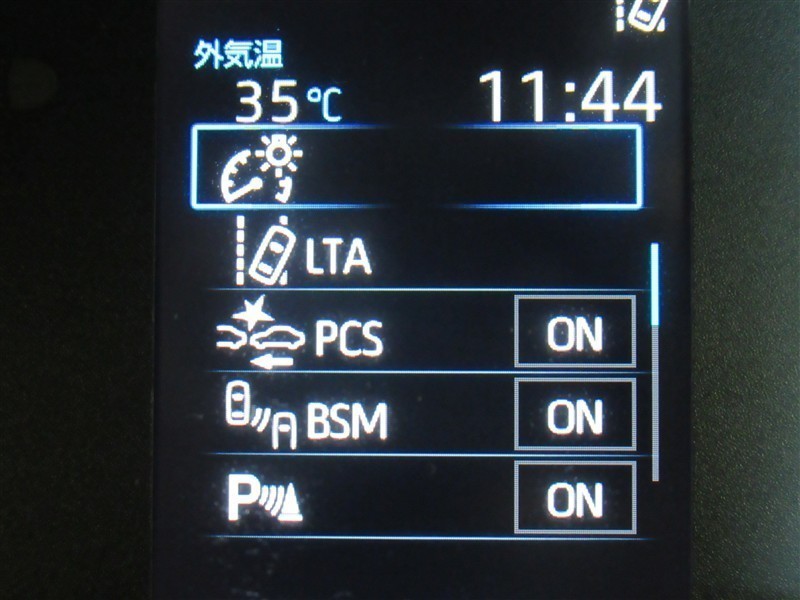 外気温
35℃ 11:44
LTA
PCS ON
BSM ON
P ON